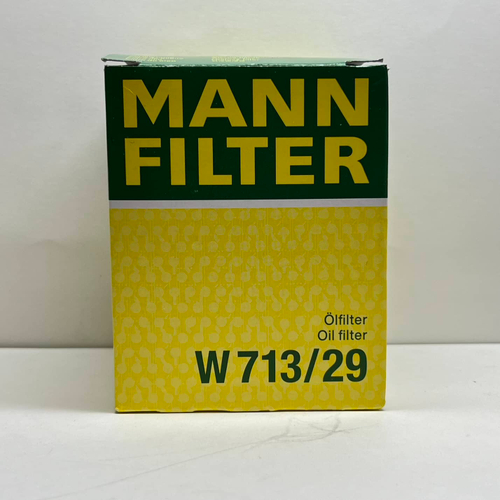 MANN
FILTER
Ölfilter
Oil filter
W 713/29